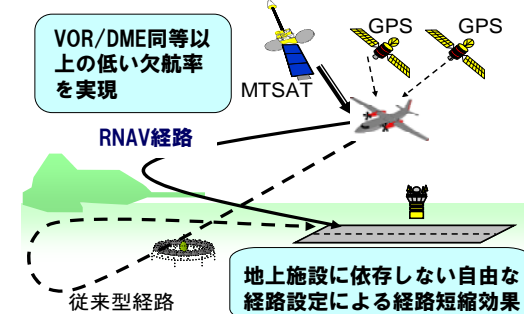 VOR/DME同等以
上の低い欠航率
を実現
GPS
GPS
MTSAT
RNAV経路
地上施設に依存しない自由な
経路設定による経路短縮効果
従来型経路